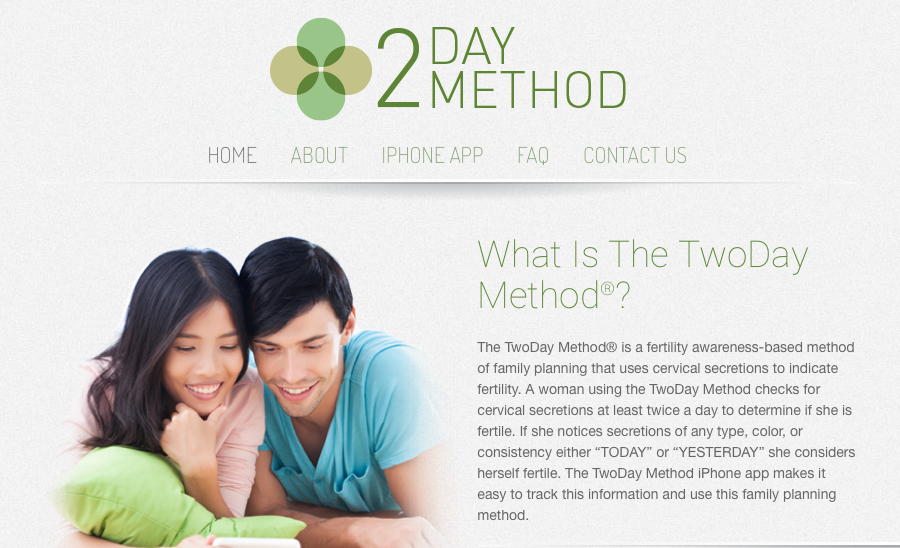 2 DAY
METHOD
HOME ABOUT IPHONE APP FAQ CONTACT US
What Is The TwoDay
Method®?
The TwoDay Method® is a fertility awareness-based method
of family planning that uses cervical secretions to indicate
fertility. A woman using the TwoDay Method checks for
cervical secretions at least twice a day to determine if she is
fertile. If she notices secretions of any type, color, or
consistency either “TODAY” or “YESTERDAY” she considers
herself fertile. The TwoDay Method iPhone app makes it
easy to track this information and use this family planning
method.